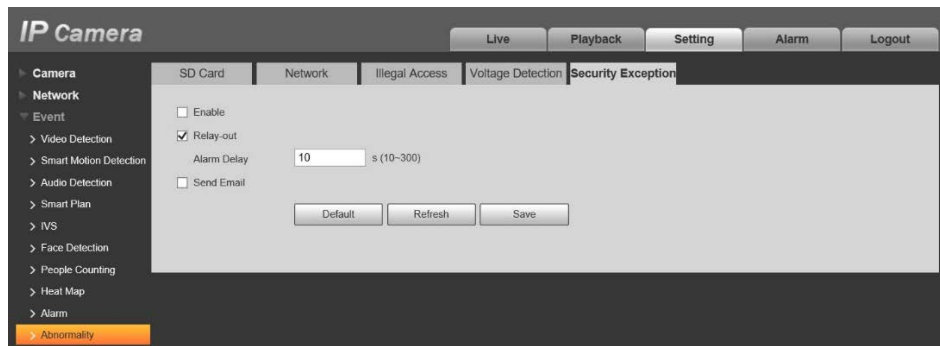 IP Camera
Live Playback Setting Alarm Logout
Camera
Network
Event
Video Detection
Smart Motion Detection
Audio Detection
Smart Plan
IVS
Face Detection
People Counting
Heat Map
Alarm
Abnormality
SD Card Network Illegal Access Voltage Detection Security Exception
Enable
Relay-out
Alarm Delay 10 s (10~300)
Send Email
Default Refresh Save